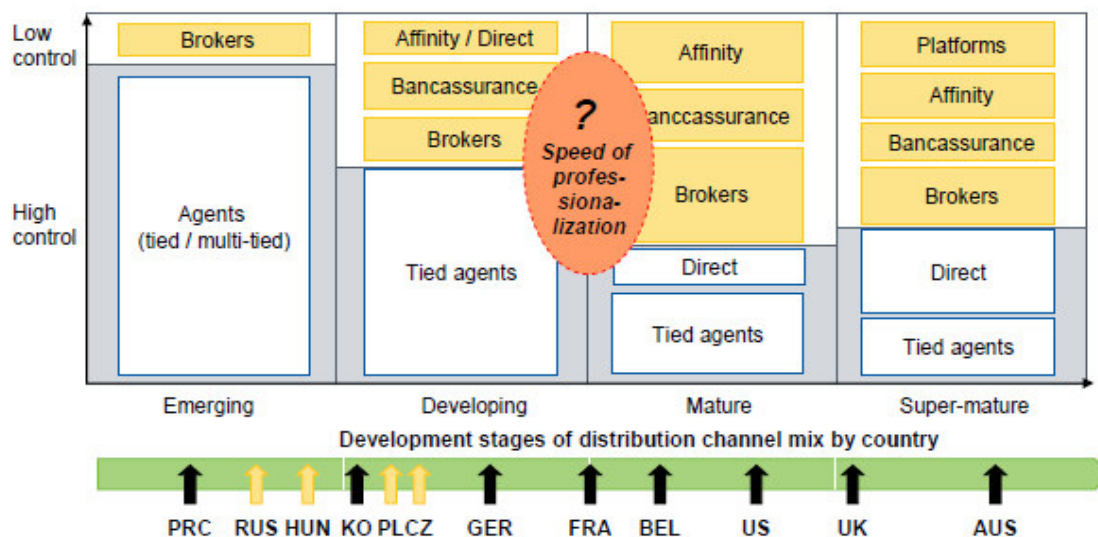 Low
control
High
control
Brokers
Agents
(tied / multi-tied)
Affinity / Direct
Bancassurance
Brokers
Tied agents
?
Speed of
profes-
siona-
lization
Affinity
anccassurance
Brokers
Direct
Tied agents
Platforms
Affinity
Bancassurance
Brokers
Direct
Tied agents
Emerging
Developing
Mature
Super-mature
Development stages of distribution channel mix by country
PRC RUS HUN KO PL CZ GER FRA BEL US UK AUS